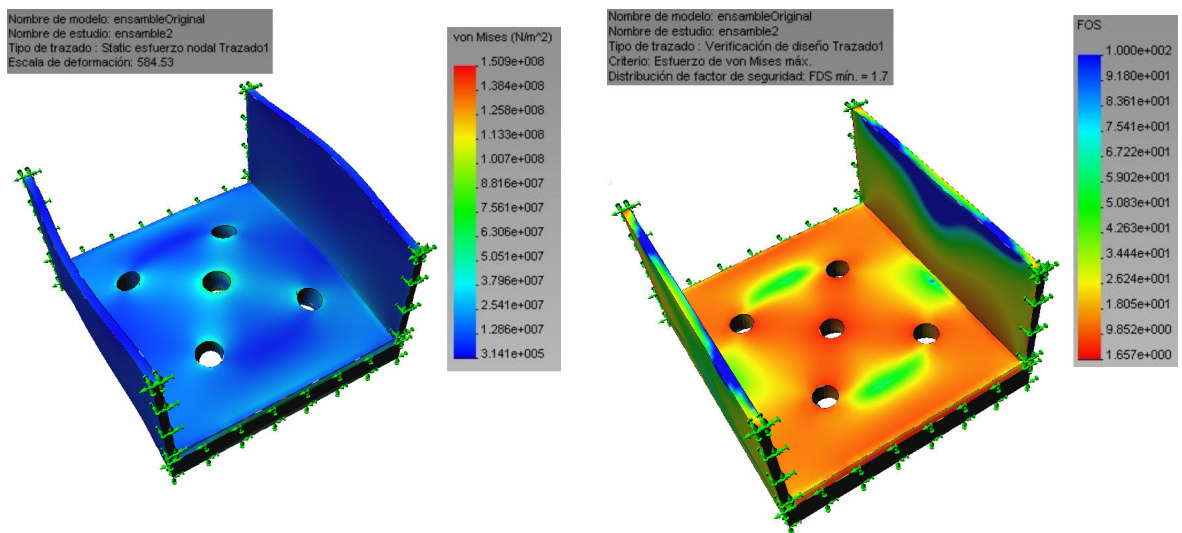 Nombre de modelo: ensambleOriginal
Nombre de estudio: ensamble2
Tipo de trazado : Static esfuerzo nodal Trazado1
Escala de deformación: 584.53
von Mises (N/m^2)
1.509e+008
1.384e+008
1.258e+008
1.133e+008
1.007e+008
8.816e+007
7.561e+007
6.306e+007
5.051e+007
3.796e+007
2.541e+007
1.286e+007
3.141e+005
Nombre de modelo: ensambleOriginal
Nombre de estudio: ensamble2
Tipo de trazado : Verificación de diseño Trazado1
Criterio: Esfuerzo de von Mises máx.
Distribución de factor de seguridad: FDS mín. = 1.7
FOS
1.000e+002
9.180e+001
8.361e+001
7.541e+001
6.722e+001
5.902e+001
5.083e+001
4.263e+001
3.444e+001
2.624e+001
1.805e+001
9.852e+000
1.657e+000